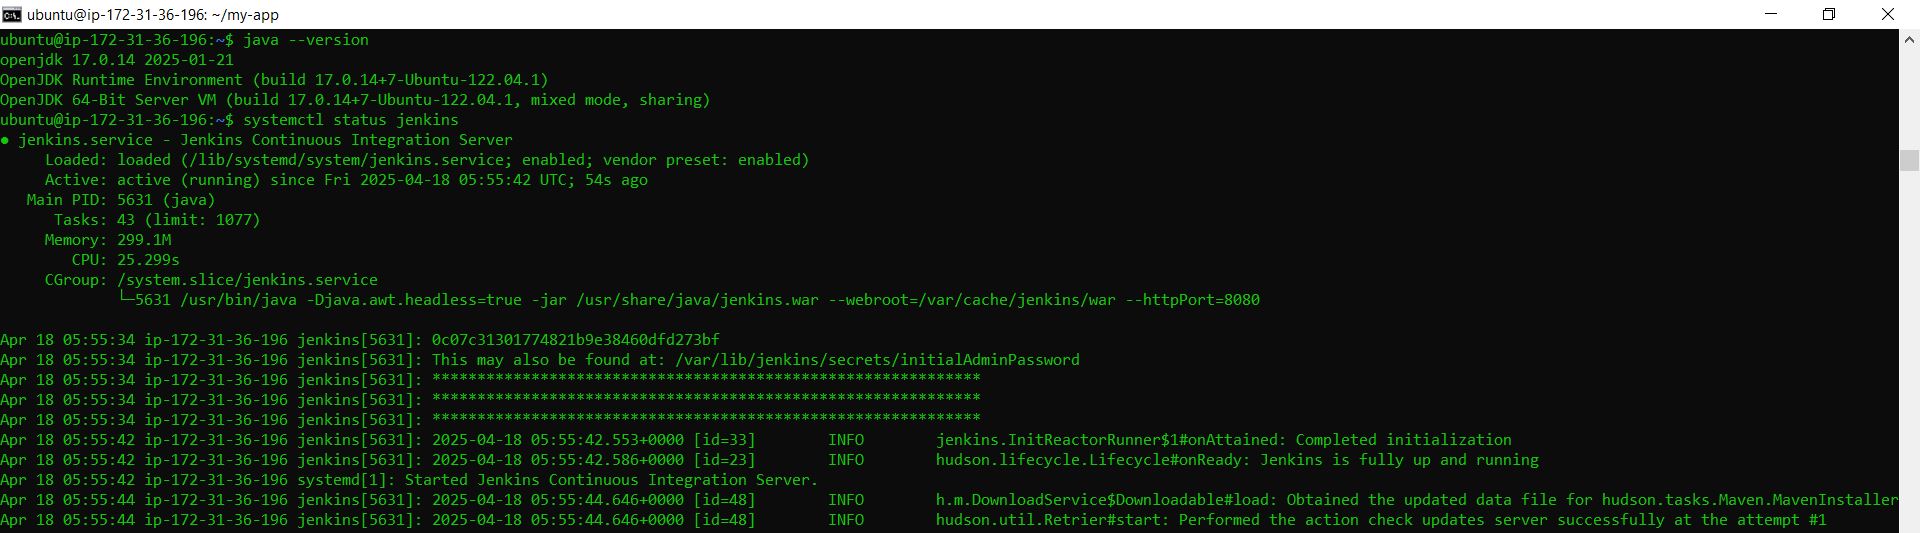 ubuntu@ip-172-31-36-196: ~/my-app
ubuntu@ip-172-31-36-196:~$ java --version
openjdk 17.0.14 2025-01-21
OpenJDK Runtime Environment (build 17.0.14+7-Ubuntu-122.04.1)
OpenJDK 64-Bit Server VM (build 17.0.14+7-Ubuntu-122.04.1, mixed mode, sharing)
ubuntu@ip-172-31-36-196:~$ systemctl status jenkins
● jenkins.service - Jenkins Continuous Integration Server
     Loaded: loaded (/lib/systemd/system/jenkins.service; enabled; vendor preset: enabled)
     Active: active (running) since Fri 2025-04-18 05:55:42 UTC; 54s ago
   Main PID: 5631 (java)
      Tasks: 43 (limit: 1077)
     Memory: 299.1M
        CPU: 25.299s
     CGroup: /system.slice/jenkins.service
             └─5631 /usr/bin/java -Djava.awt.headless=true -jar /usr/share/java/jenkins.war --webroot=/var/cache/jenkins/war --httpPort=8080
Apr 18 05:55:34 ip-172-31-36-196 jenkins[5631]: 0c07c31301774821b9e38460dfd273bf
Apr 18 05:55:34 ip-172-31-36-196 jenkins[5631]: This may also be found at: /var/lib/jenkins/secrets/initialAdminPassword
Apr 18 05:55:34 ip-172-31-36-196 jenkins[5631]: *************************************************************
Apr 18 05:55:34 ip-172-31-36-196 jenkins[5631]: *************************************************************
Apr 18 05:55:34 ip-172-31-36-196 jenkins[5631]: *************************************************************
Apr 18 05:55:42 ip-172-31-36-196 jenkins[5631]: 2025-04-18 05:55:42.553+0000 [id=33]        INFO        jenkins.InitReactorRunner$1#onAttained: Completed initialization
Apr 18 05:55:42 ip-172-31-36-196 jenkins[5631]: 2025-04-18 05:55:42.586+0000 [id=23]        INFO        hudson.lifecycle.Lifecycle#onReady: Jenkins is fully up and running
Apr 18 05:55:42 ip-172-31-36-196 systemd[1]: Started Jenkins Continuous Integration Server.
Apr 18 05:55:44 ip-172-31-36-196 jenkins[5631]: 2025-04-18 05:55:44.646+0000 [id=48]        INFO        h.m.DownloadService$Downloadable#load: Obtained the updated data file for hudson.tasks.Maven.MavenInstaller
Apr 18 05:55:44 ip-172-31-36-196 jenkins[5631]: 2025-04-18 05:55:44.646+0000 [id=48]        INFO        hudson.util.Retrier#start: Performed the action check updates server successfully at the attempt #1